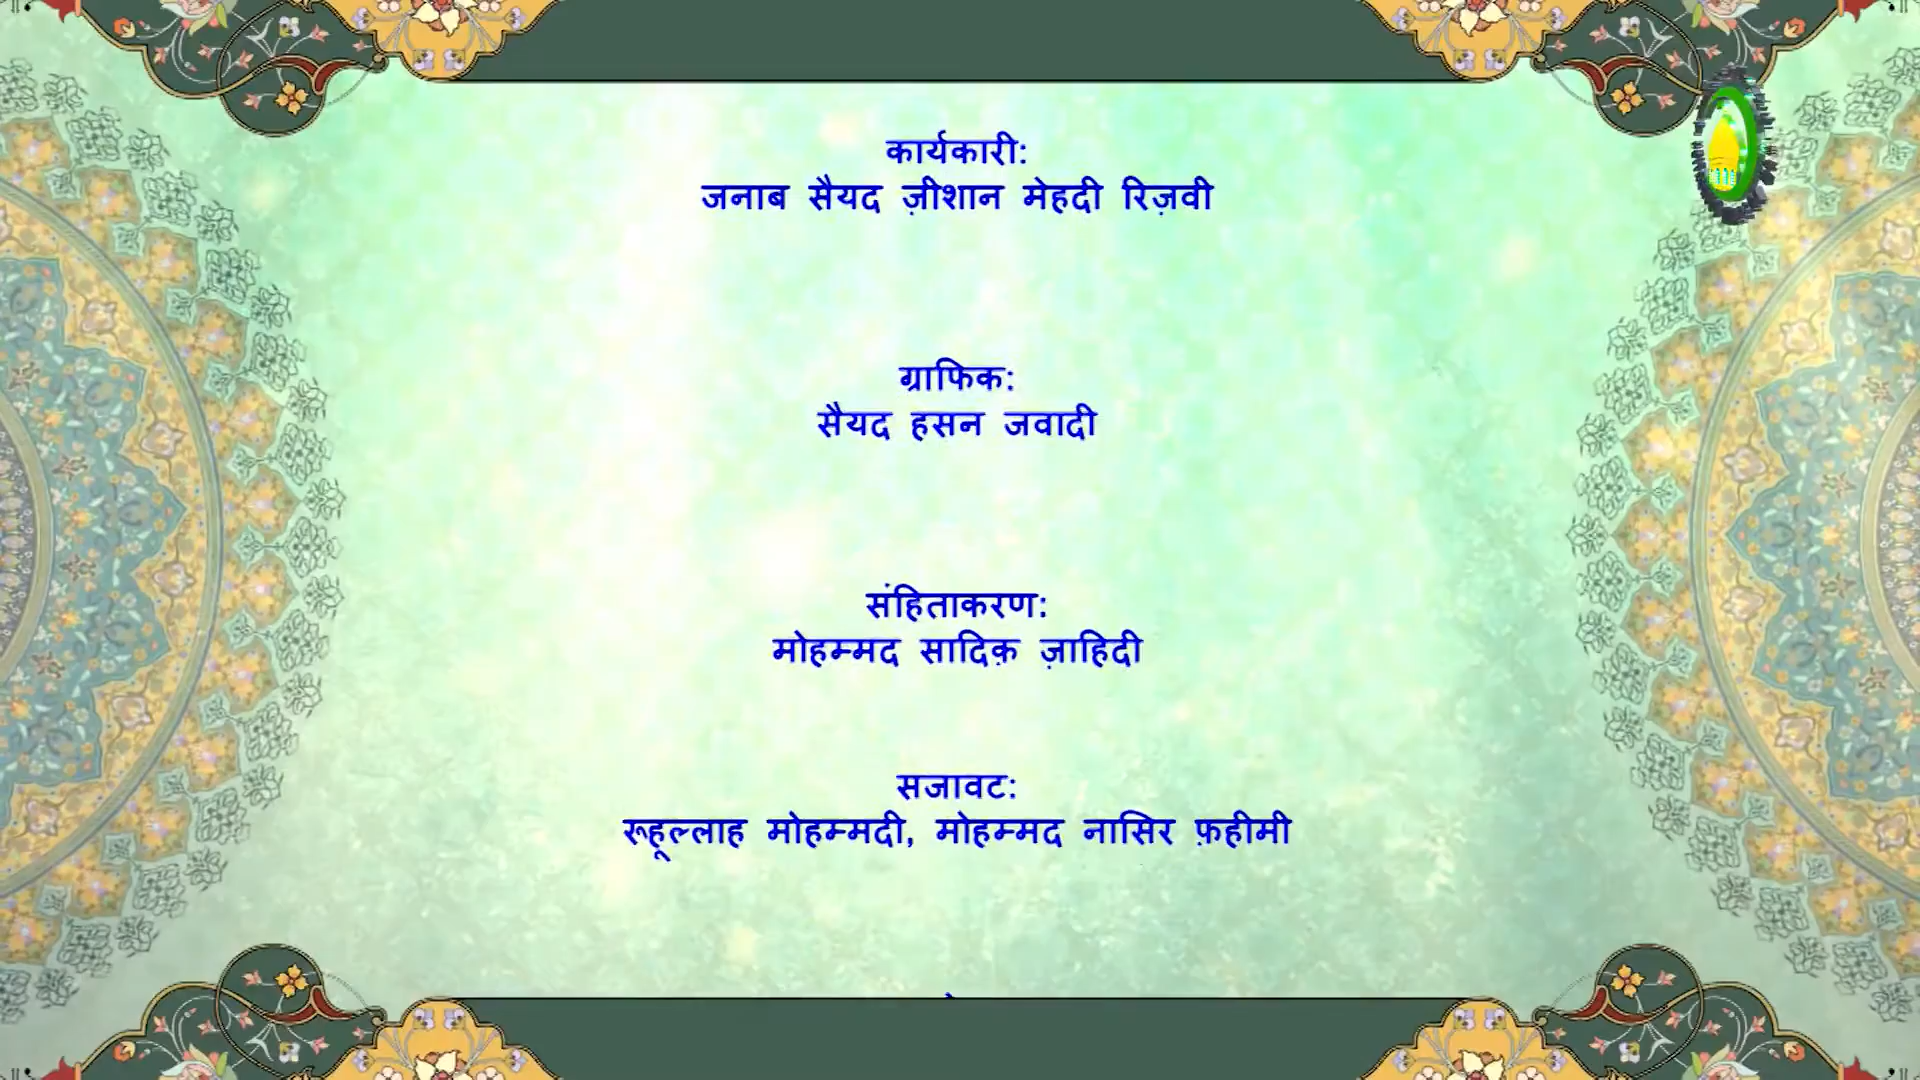 कार्यकारी:
जनाब सैयद ज़ीशान मेहदी रिज़वी
ग्राफिक:
सैयद हसन जवादी
संहिताकरण:
मोहम्मद सादिक़ ज़ाहिदी
सजावट:
रूहूल्लाह मोहम्मदी, मोहम्मद नासिर फ़हीमी